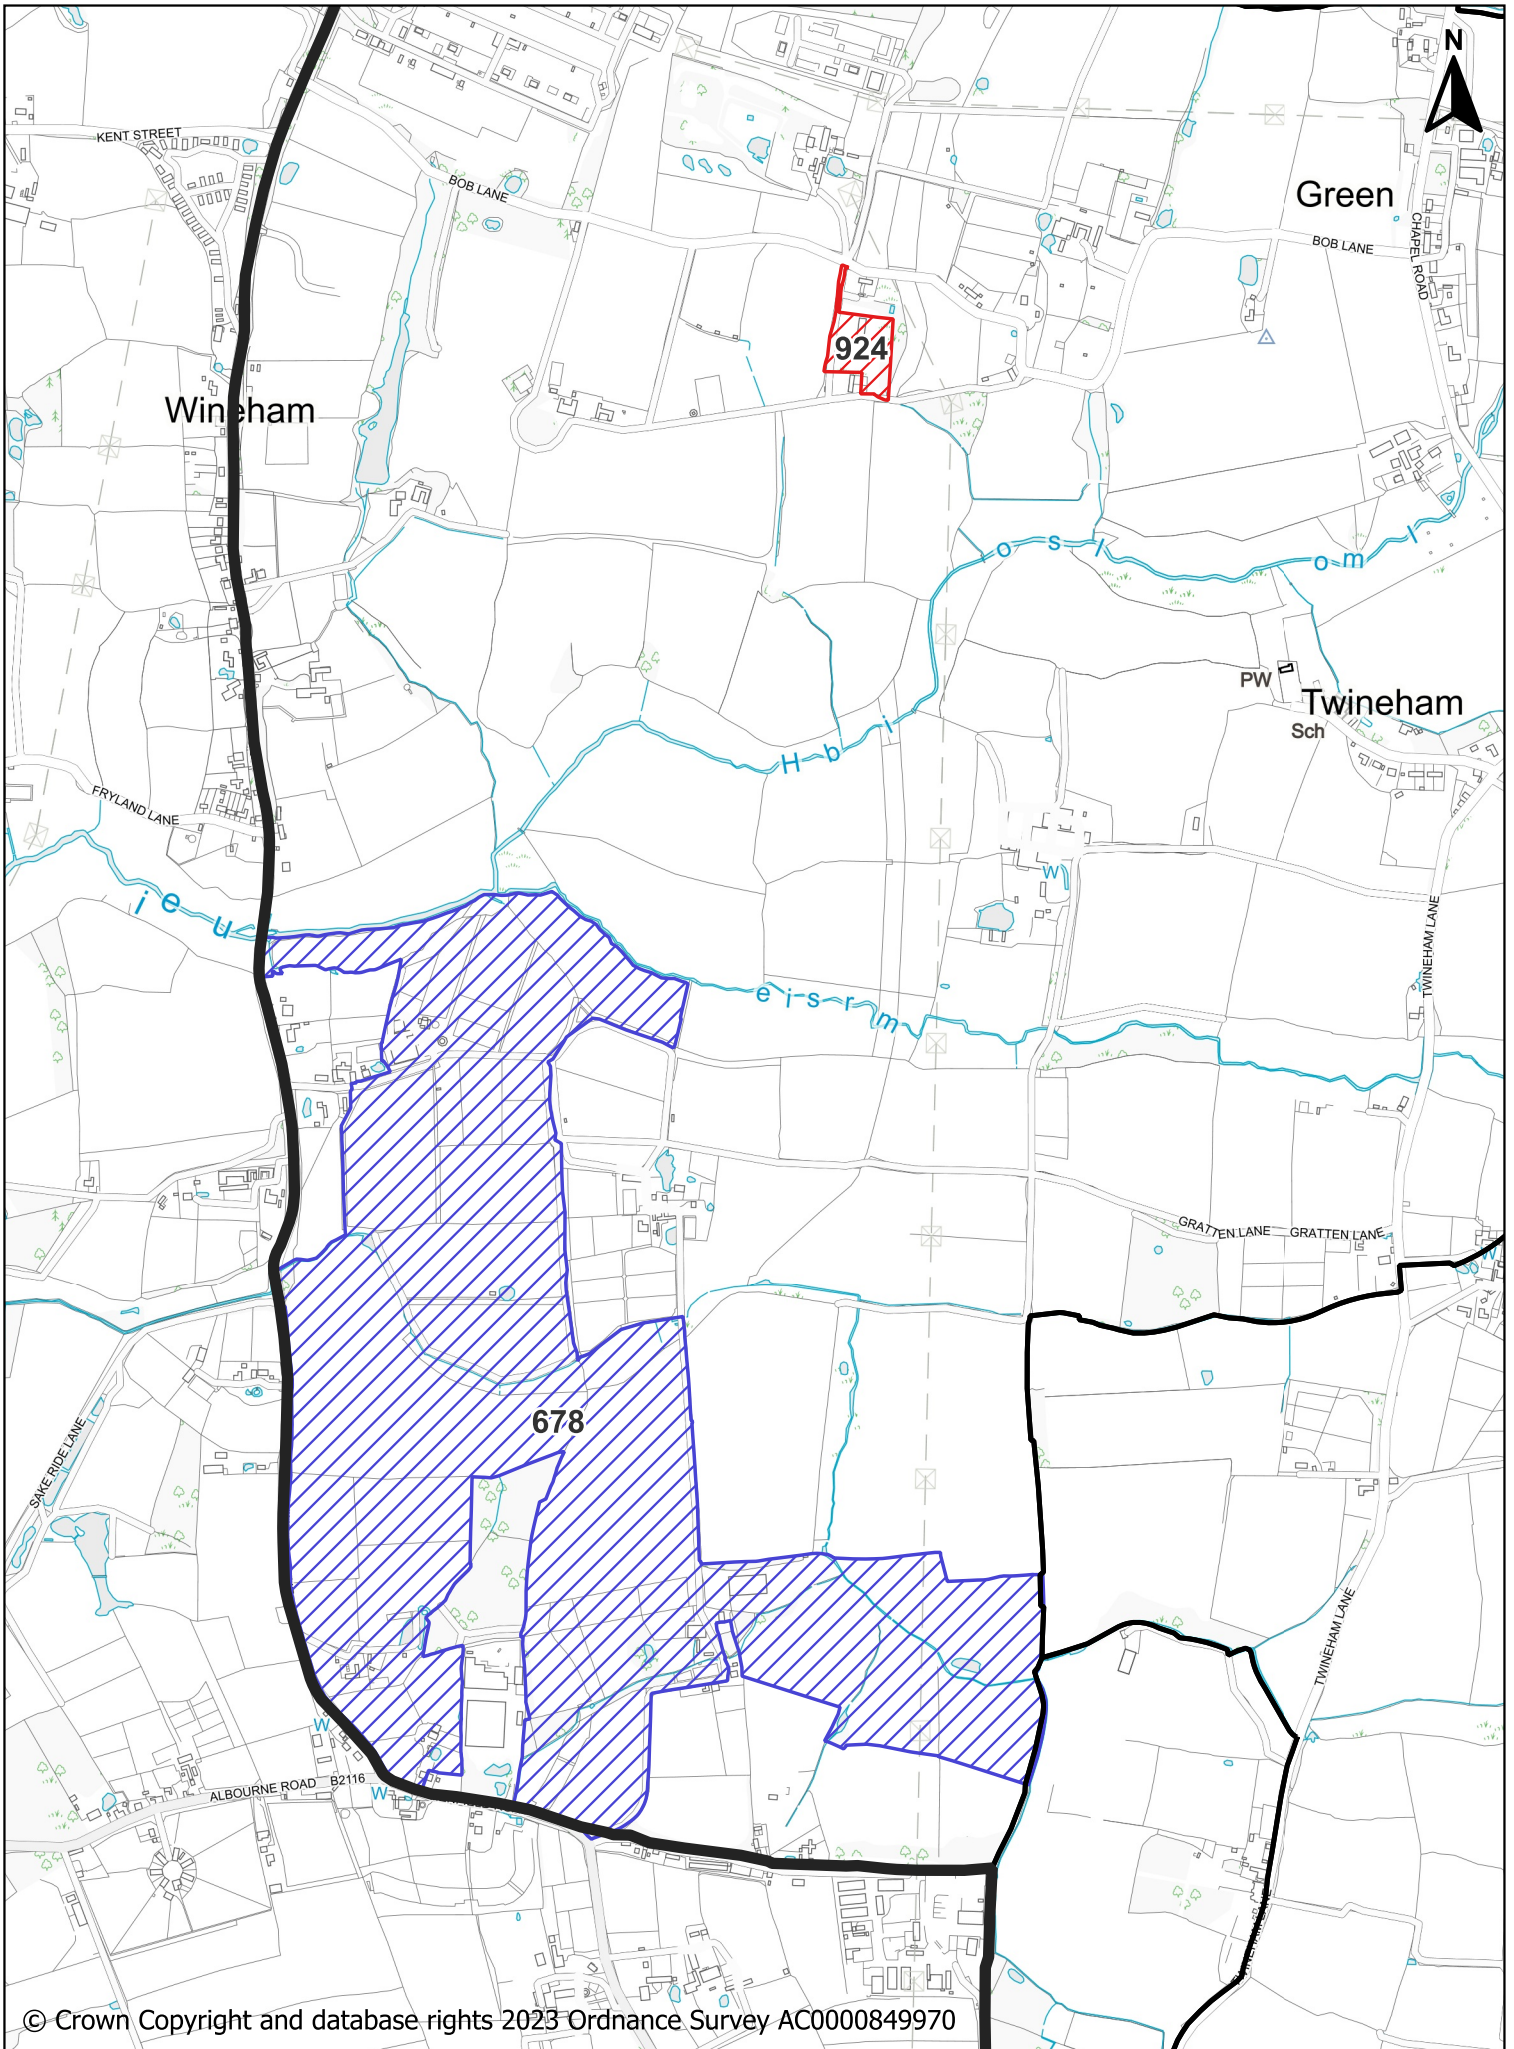 N
KENT STREET
BOB LANE
Green
CHAPEL ROAD
BOB LANE
924
Wineham
o s l
o m l
PW
Twineham
Sch
H b i
FRYLAND LANE
W
i e u
TWINEHAM LANE
e i s r m
GRATTEN LANE GRATTEN LANE
W
678
SAKE RIDE LANE
TWINEHAM LANE
W
ALBOURNE ROAD B2116
W
© Crown Copyright and database rights 2023 Ordnance Survey AC0000849970